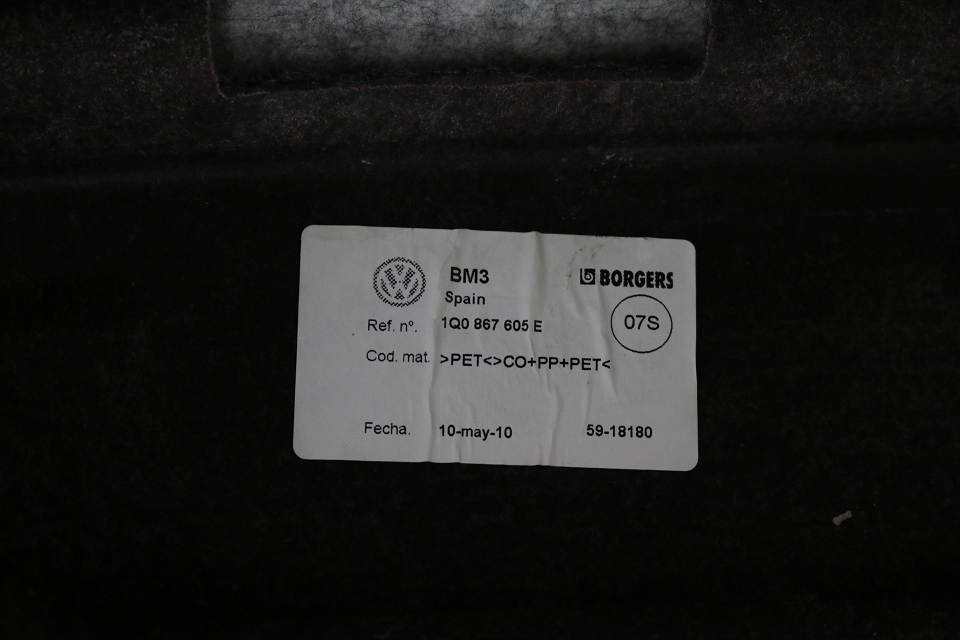 BM3
BORGERS
Spain
Ref. nº. 1Q0 867 605 E
07S
Cod. mat. >PET<>CO+PP+PET<
Fecha. 10-may-10 59-18180